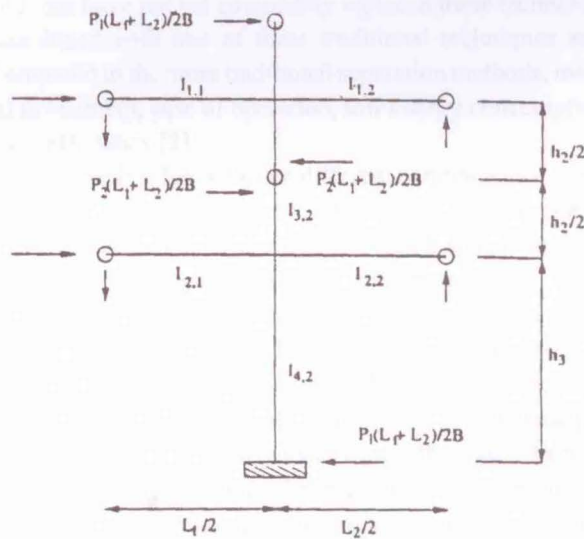 P₁(L₁+ L₂)/2B
I₁,₁ I₁,₂
h₂/2
P₂(L₁+ L₂)/2B P₂(L₁+ L₂)/2B
I₃,₂
h₂/2
I₂,₁ I₂,₂
h₃
I₄,₂
P₁(L₁+ L₂)/2B
L₁/2 L₂/2